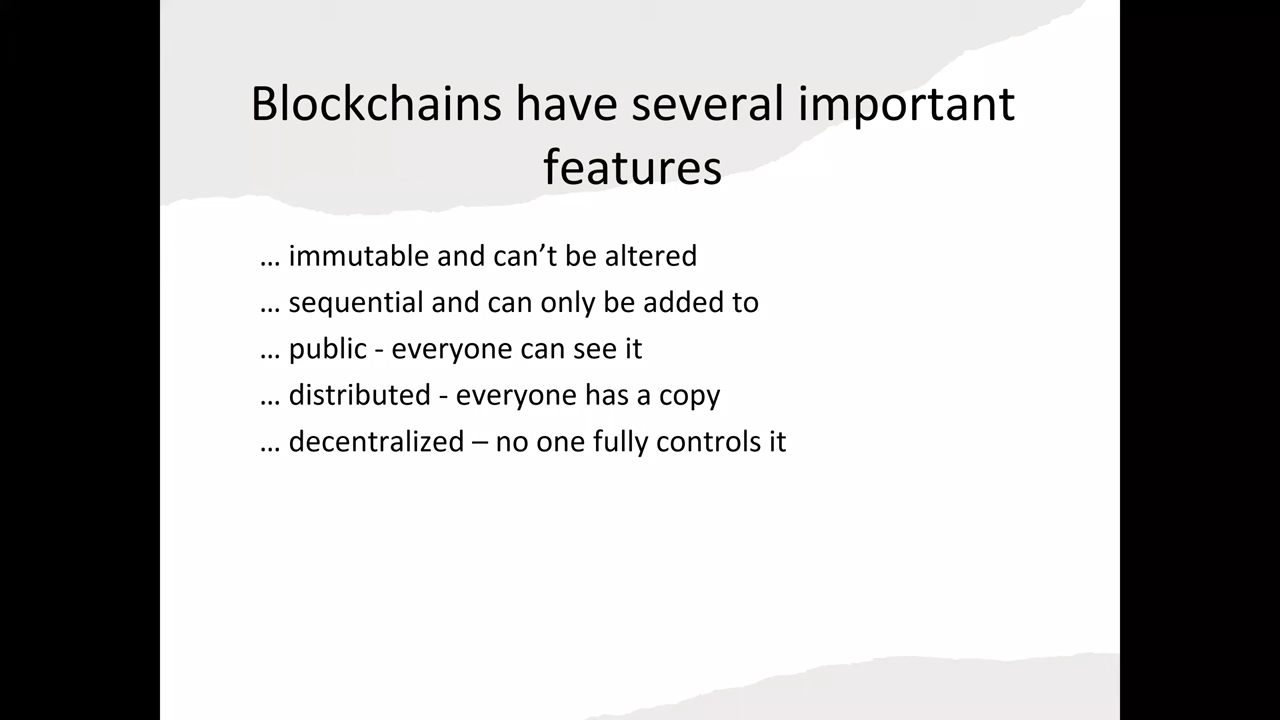 Blockchains have several important
features
… immutable and can’t be altered
… sequential and can only be added to
… public - everyone can see it
… distributed - everyone has a copy
… decentralized – no one fully controls it